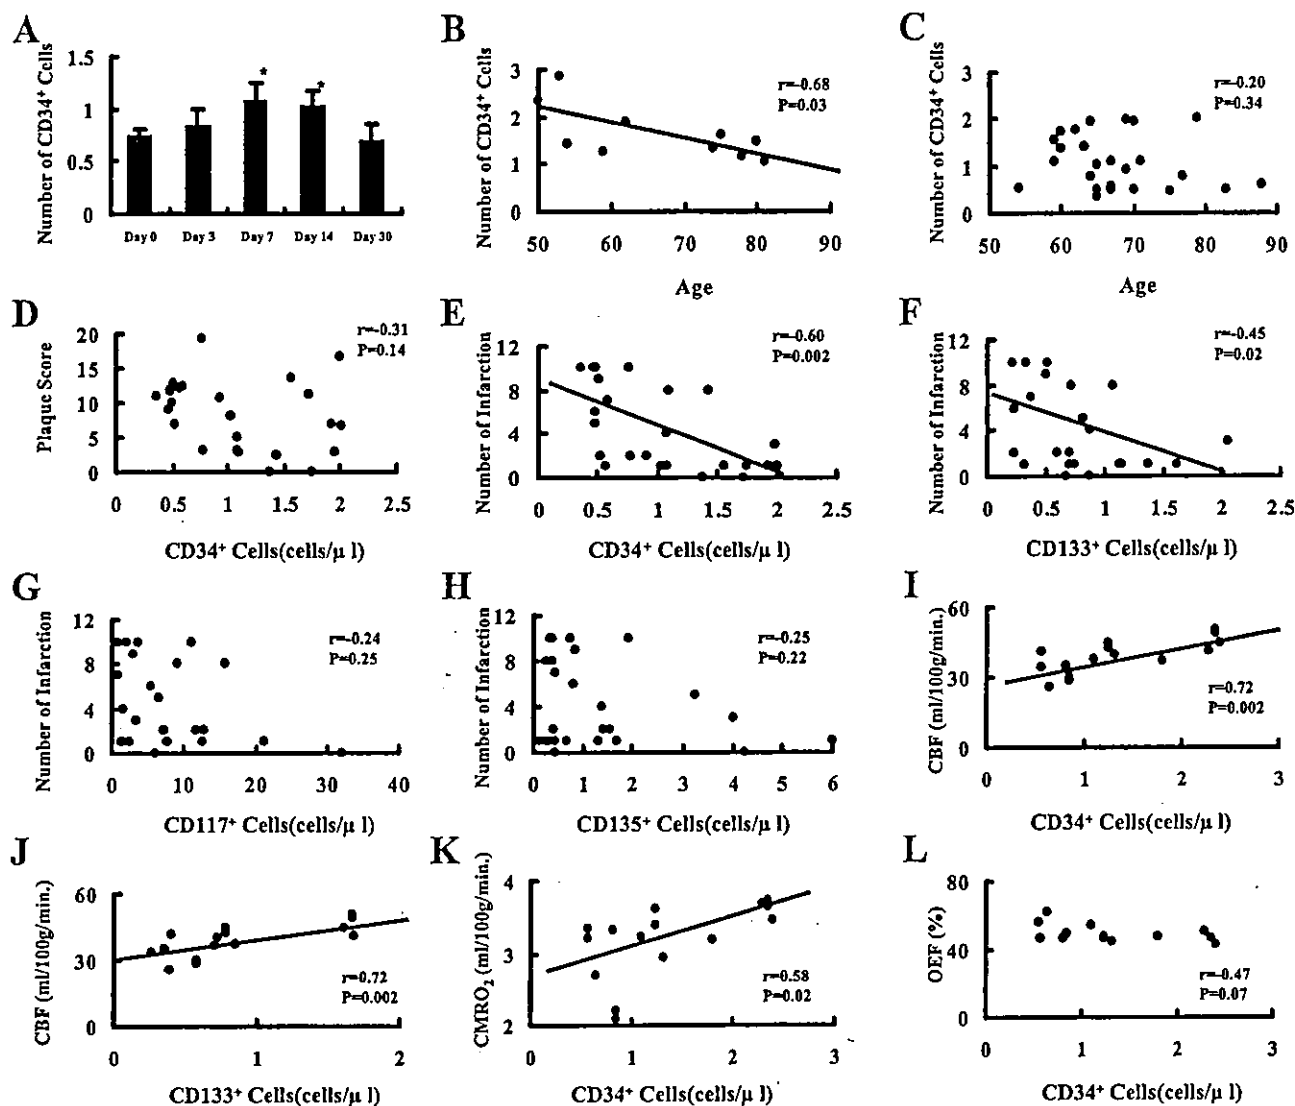 A
Number of CD34⁺ Cells
1.5
1
0.5
0
*
*
Day 0
Day 3
Day 7
Day 14
Day 30
B
Number of CD34⁺ Cells
3
2
1
0
r=-0.68
P=0.03
50
60
70
80
90
Age
C
Number of CD34⁺ Cells
3
2
1
0
r=-0.20
P=0.34
50
60
70
80
90
Age
D
Plaque Score
20
15
10
5
0
r=-0.31
P=0.14
0
0.5
1
1.5
2
2.5
CD34⁺ Cells(cells/μ l)
E
Number of Infarction
12
8
4
0
r=-0.60
P=0.002
0
0.5
1
1.5
2
2.5
CD34⁺ Cells(cells/μ l)
F
Number of Infarction
12
8
4
0
r=-0.45
P=0.02
0
0.5
1
1.5
2
2.5
CD133⁺ Cells(cells/μ l)
G
Number of Infarction
12
8
4
0
r=-0.24
P=0.25
0
10
20
30
40
CD117⁺ Cells(cells/μ l)
H
Number of Infarction
12
8
4
0
r=-0.25
P=0.22
0
1
2
3
4
5
6
CD135⁺ Cells(cells/μ l)
I
CBF (ml/100g/min.)
60
30
0
r=0.72
P=0.002
0
1
2
3
CD34⁺ Cells(cells/μ l)
J
CBF (ml/100g/min.)
60
30
0
r=0.72
P=0.002
0
1
2
CD133⁺ Cells(cells/μ l)
K
CMRO₂ (ml/100g/min.)
4
3
2
r=0.58
P=0.02
0
1
2
3
CD34⁺ Cells(cells/μ l)
L
OEF (%)
80
40
0
r=-0.47
P=0.07
0
1
2
3
CD34⁺ Cells(cells/μ l)